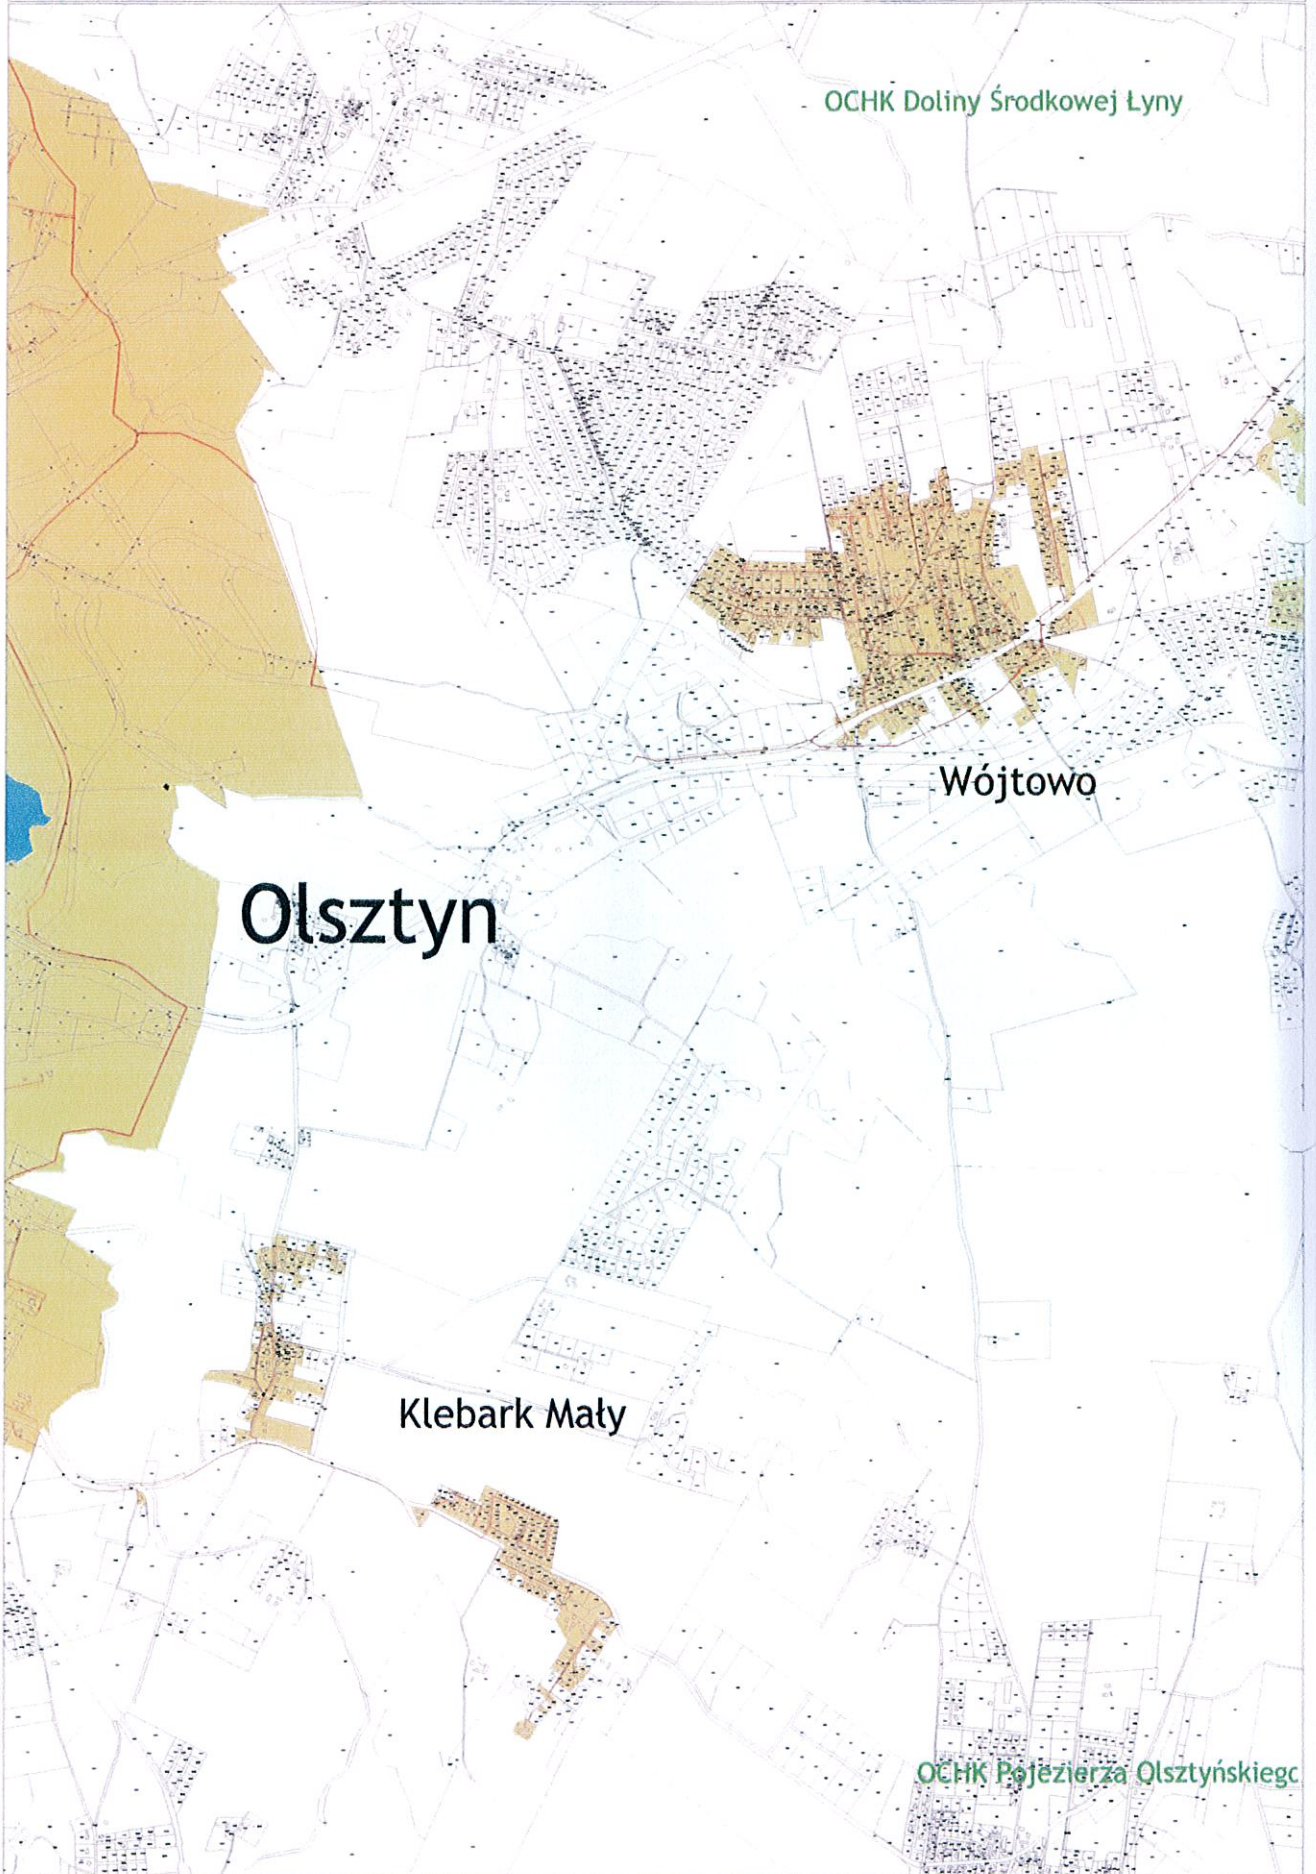 OCHK Doliny Środkowej Łyny
Wójtowo
Olsztyn
Klebark Mały
OCHK Pojezierza Olsztyńskiego